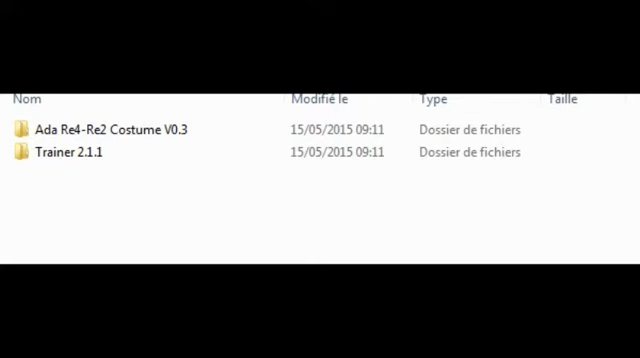 Nom Modifié le Type Taille
Ada Re4-Re2 Costume V0.3 15/05/2015 09:11 Dossier de fichiers
Trainer 2.1.1 15/05/2015 09:11 Dossier de fichiers